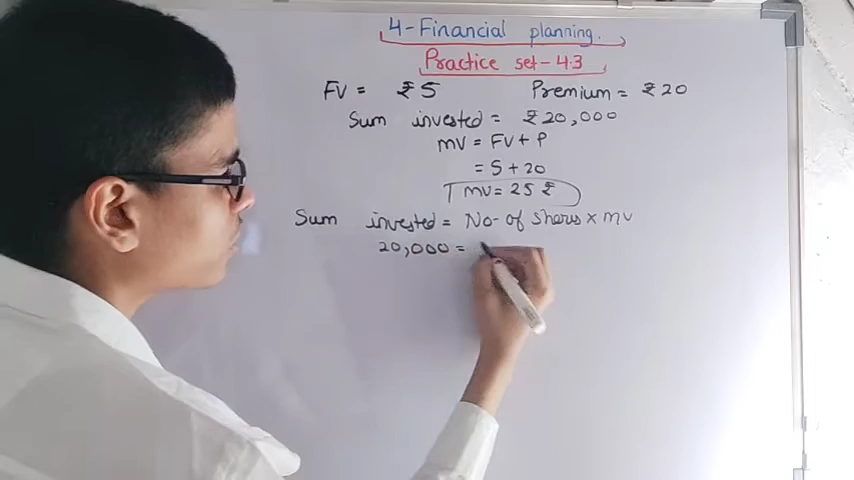 4-Financial planning.
Practice set-4.3
FV = ₹5 Premium = ₹20
Sum invested = ₹20,000
MV = FV+P
= 5+20
MV= 25 ₹
Sum invested = No- of shares × MV
20,000 =